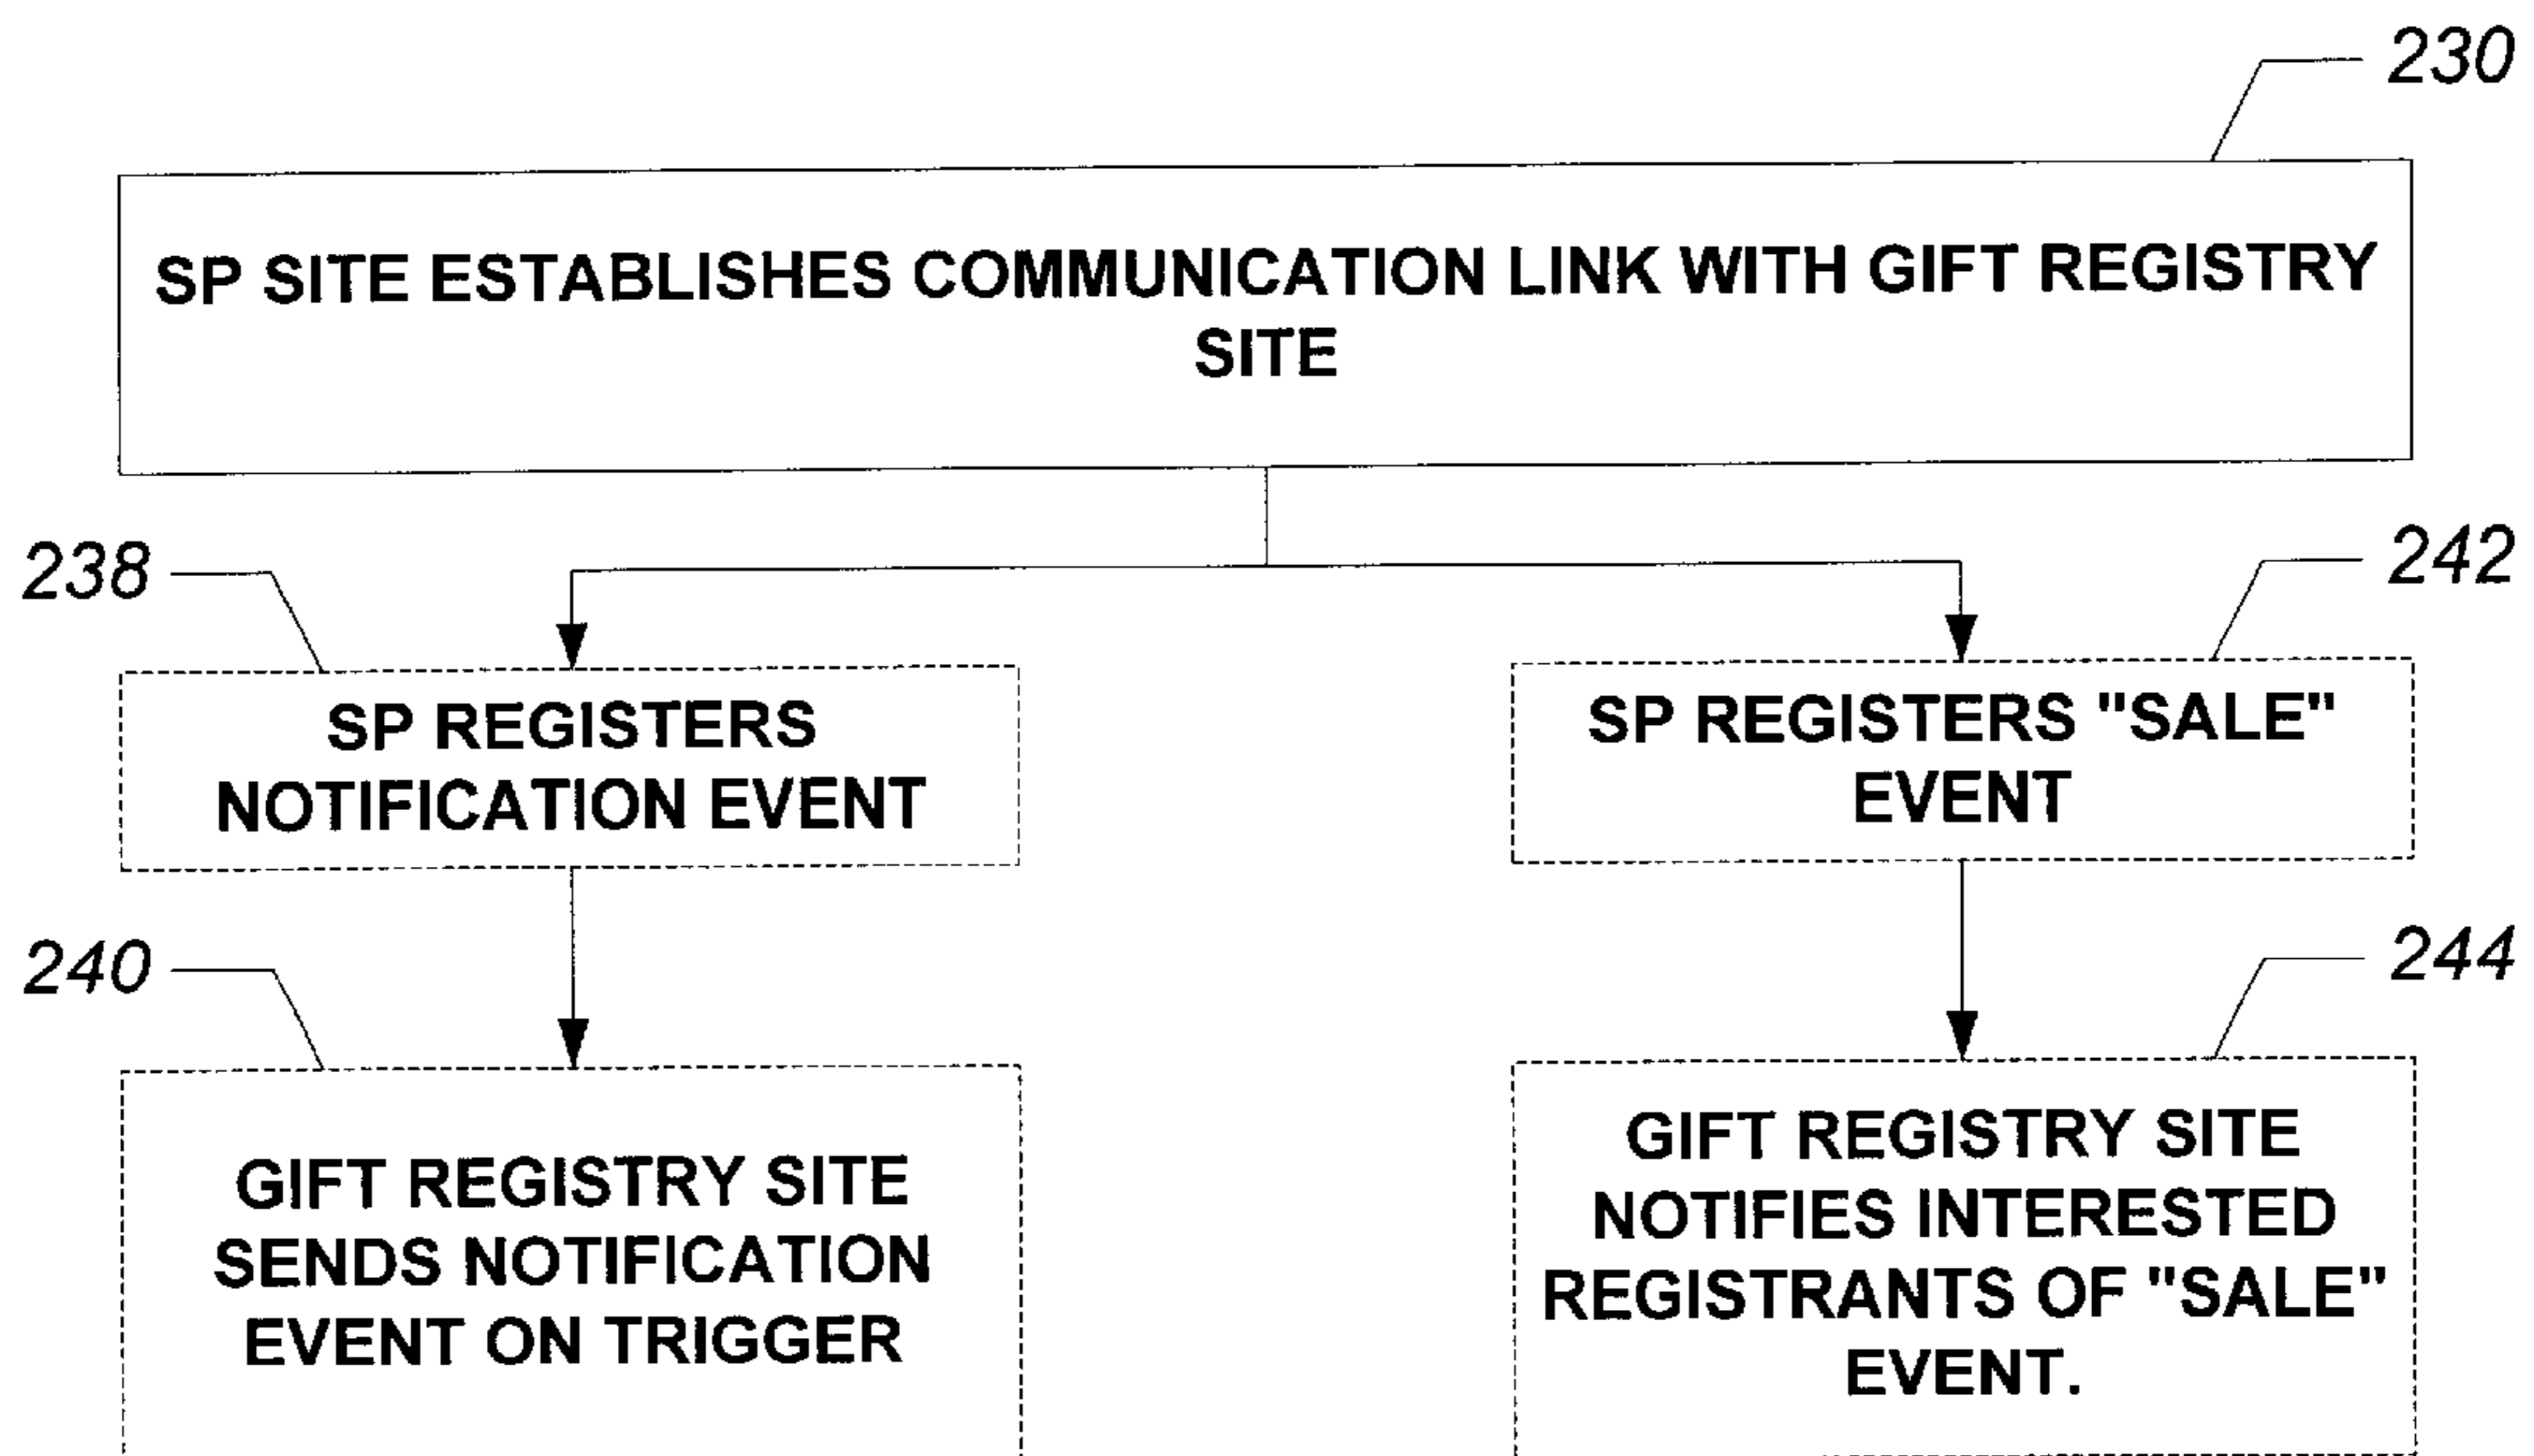 230
SP SITE ESTABLISHES COMMUNICATION LINK WITH GIFT REGISTRY
SITE
238
242
SP REGISTERS
NOTIFICATION EVENT
SP REGISTERS "SALE"
EVENT
240
244
GIFT REGISTRY SITE
SENDS NOTIFICATION
EVENT ON TRIGGER
GIFT REGISTRY SITE
NOTIFIES INTERESTED
REGISTRANTS OF "SALE"
EVENT.